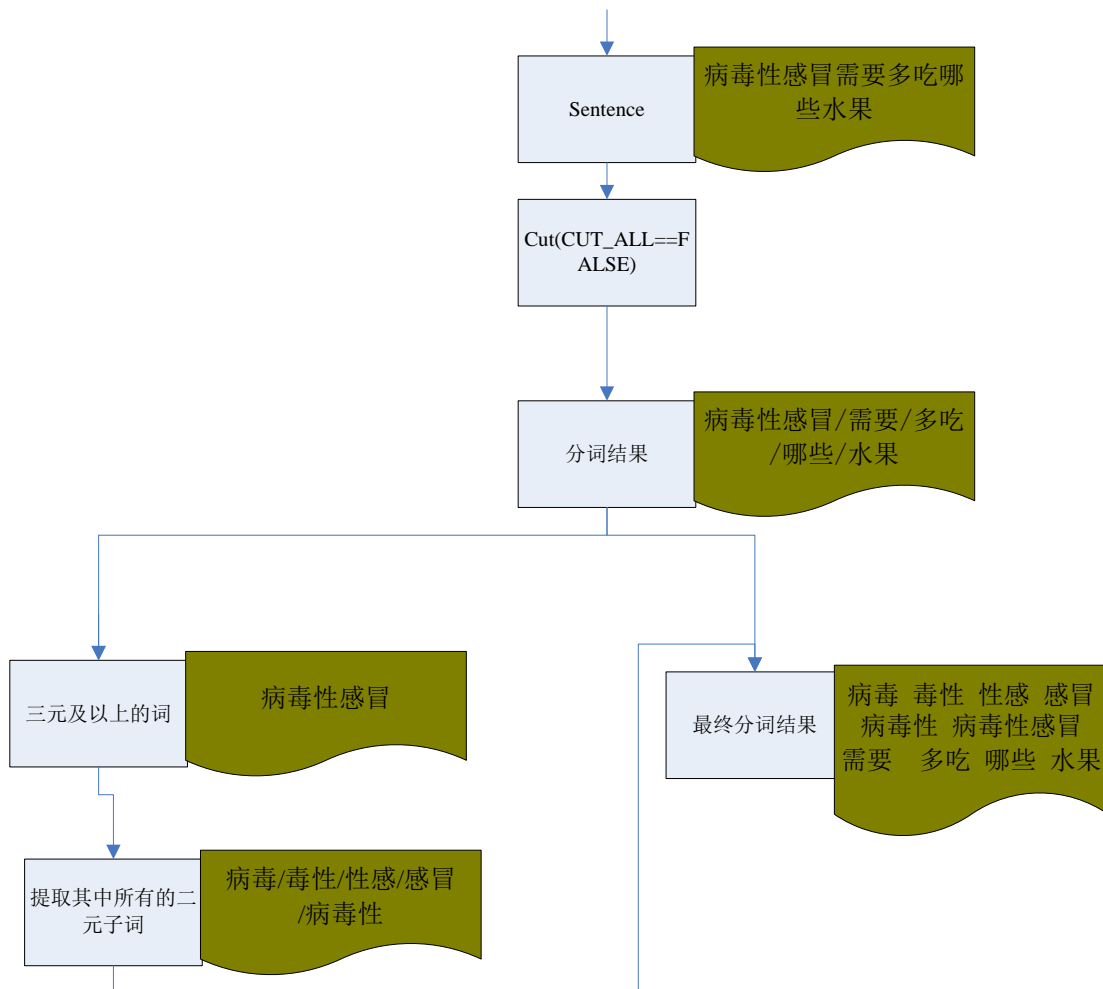 Sentence
病毒性感冒需要多吃哪
些水果
Cut(CUT_ALL==F
ALSE)
分词结果
病毒性感冒/需要/多吃
/哪些/水果
三元及以上的词
病毒性感冒
最终分词结果
病毒 毒性 性感 感冒
病毒性 病毒性感冒
需要 多吃 哪些 水果
提取其中所有的二
元子词
病毒/毒性/性感/感冒
/病毒性